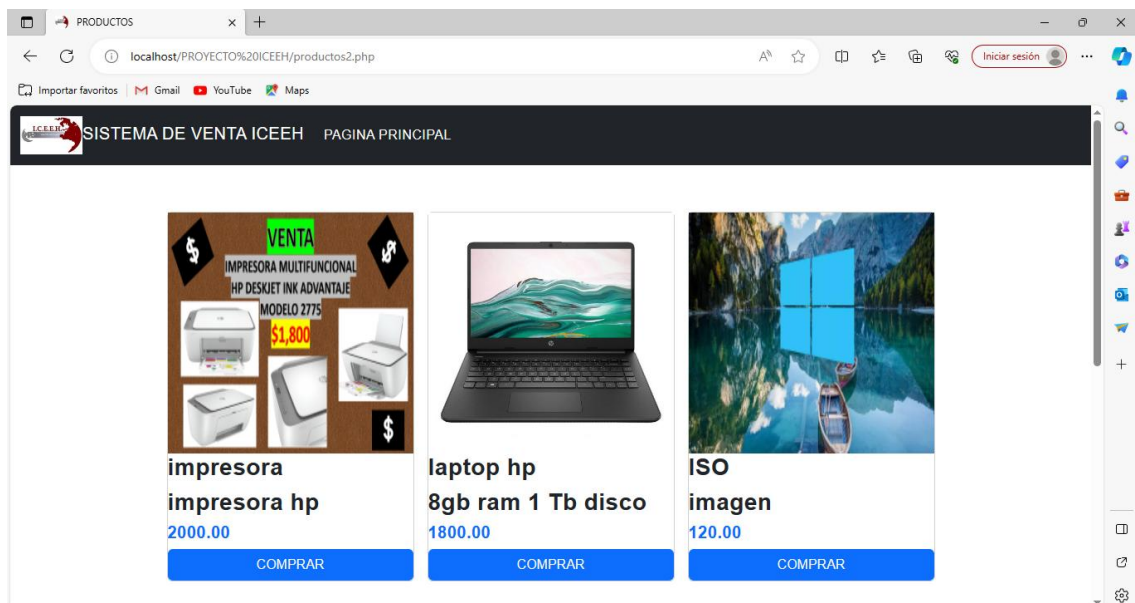 PRODUCTOS
localhost/PROYECTO%20ICEEH/productos2.php
Iniciar sesión
Importar favoritos
Gmail
YouTube
Maps
I.C.E.E.H.
SISTEMA DE VENTA ICEEH
PAGINA PRINCIPAL
VENTA
IMPRESORA MULTIFUNCIONAL
HP DESKJET INK ADVANTAJE
MODELO 2775
$1,800
impresora
impresora hp
2000.00
COMPRAR
laptop hp
8gb ram 1 Tb disco
1800.00
COMPRAR
ISO
imagen
120.00
COMPRAR